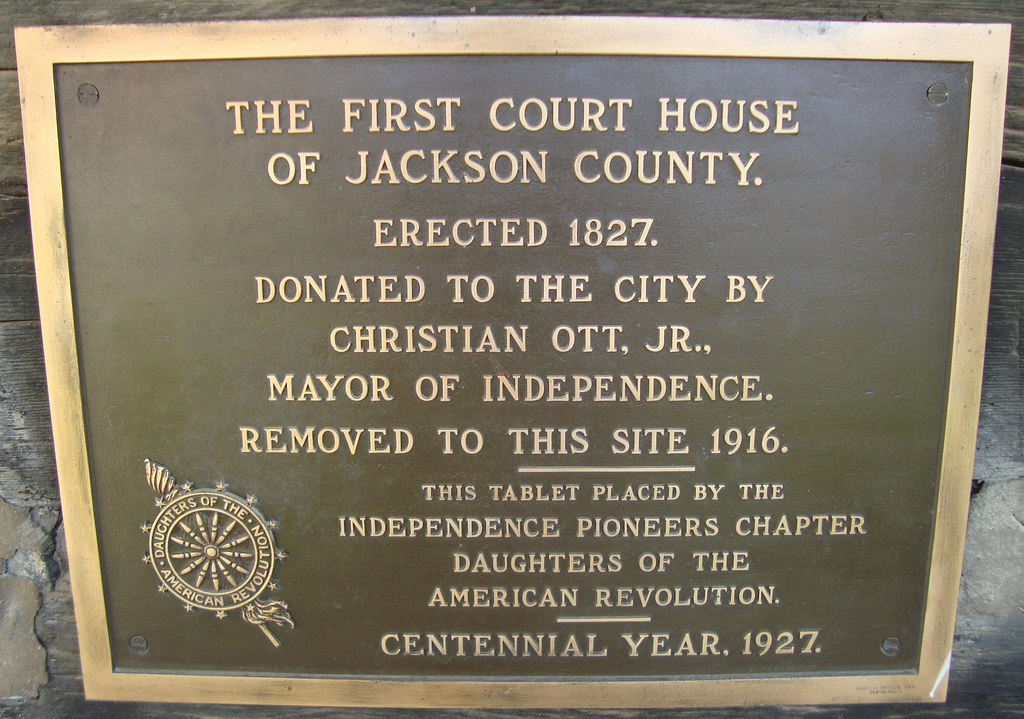 THE FIRST COURT HOUSE
OF JACKSON COUNTY.
ERECTED 1827.
DONATED TO THE CITY BY
CHRISTIAN OTT, JR.,
MAYOR OF INDEPENDENCE.
REMOVED TO THIS SITE 1916.
THIS TABLET PLACED BY THE
INDEPENDENCE PIONEERS CHAPTER
DAUGHTERS OF THE
AMERICAN REVOLUTION.
CENTENNIAL YEAR, 1927.
DAUGHTERS OF THE · AMERICAN REVOLUTION ·